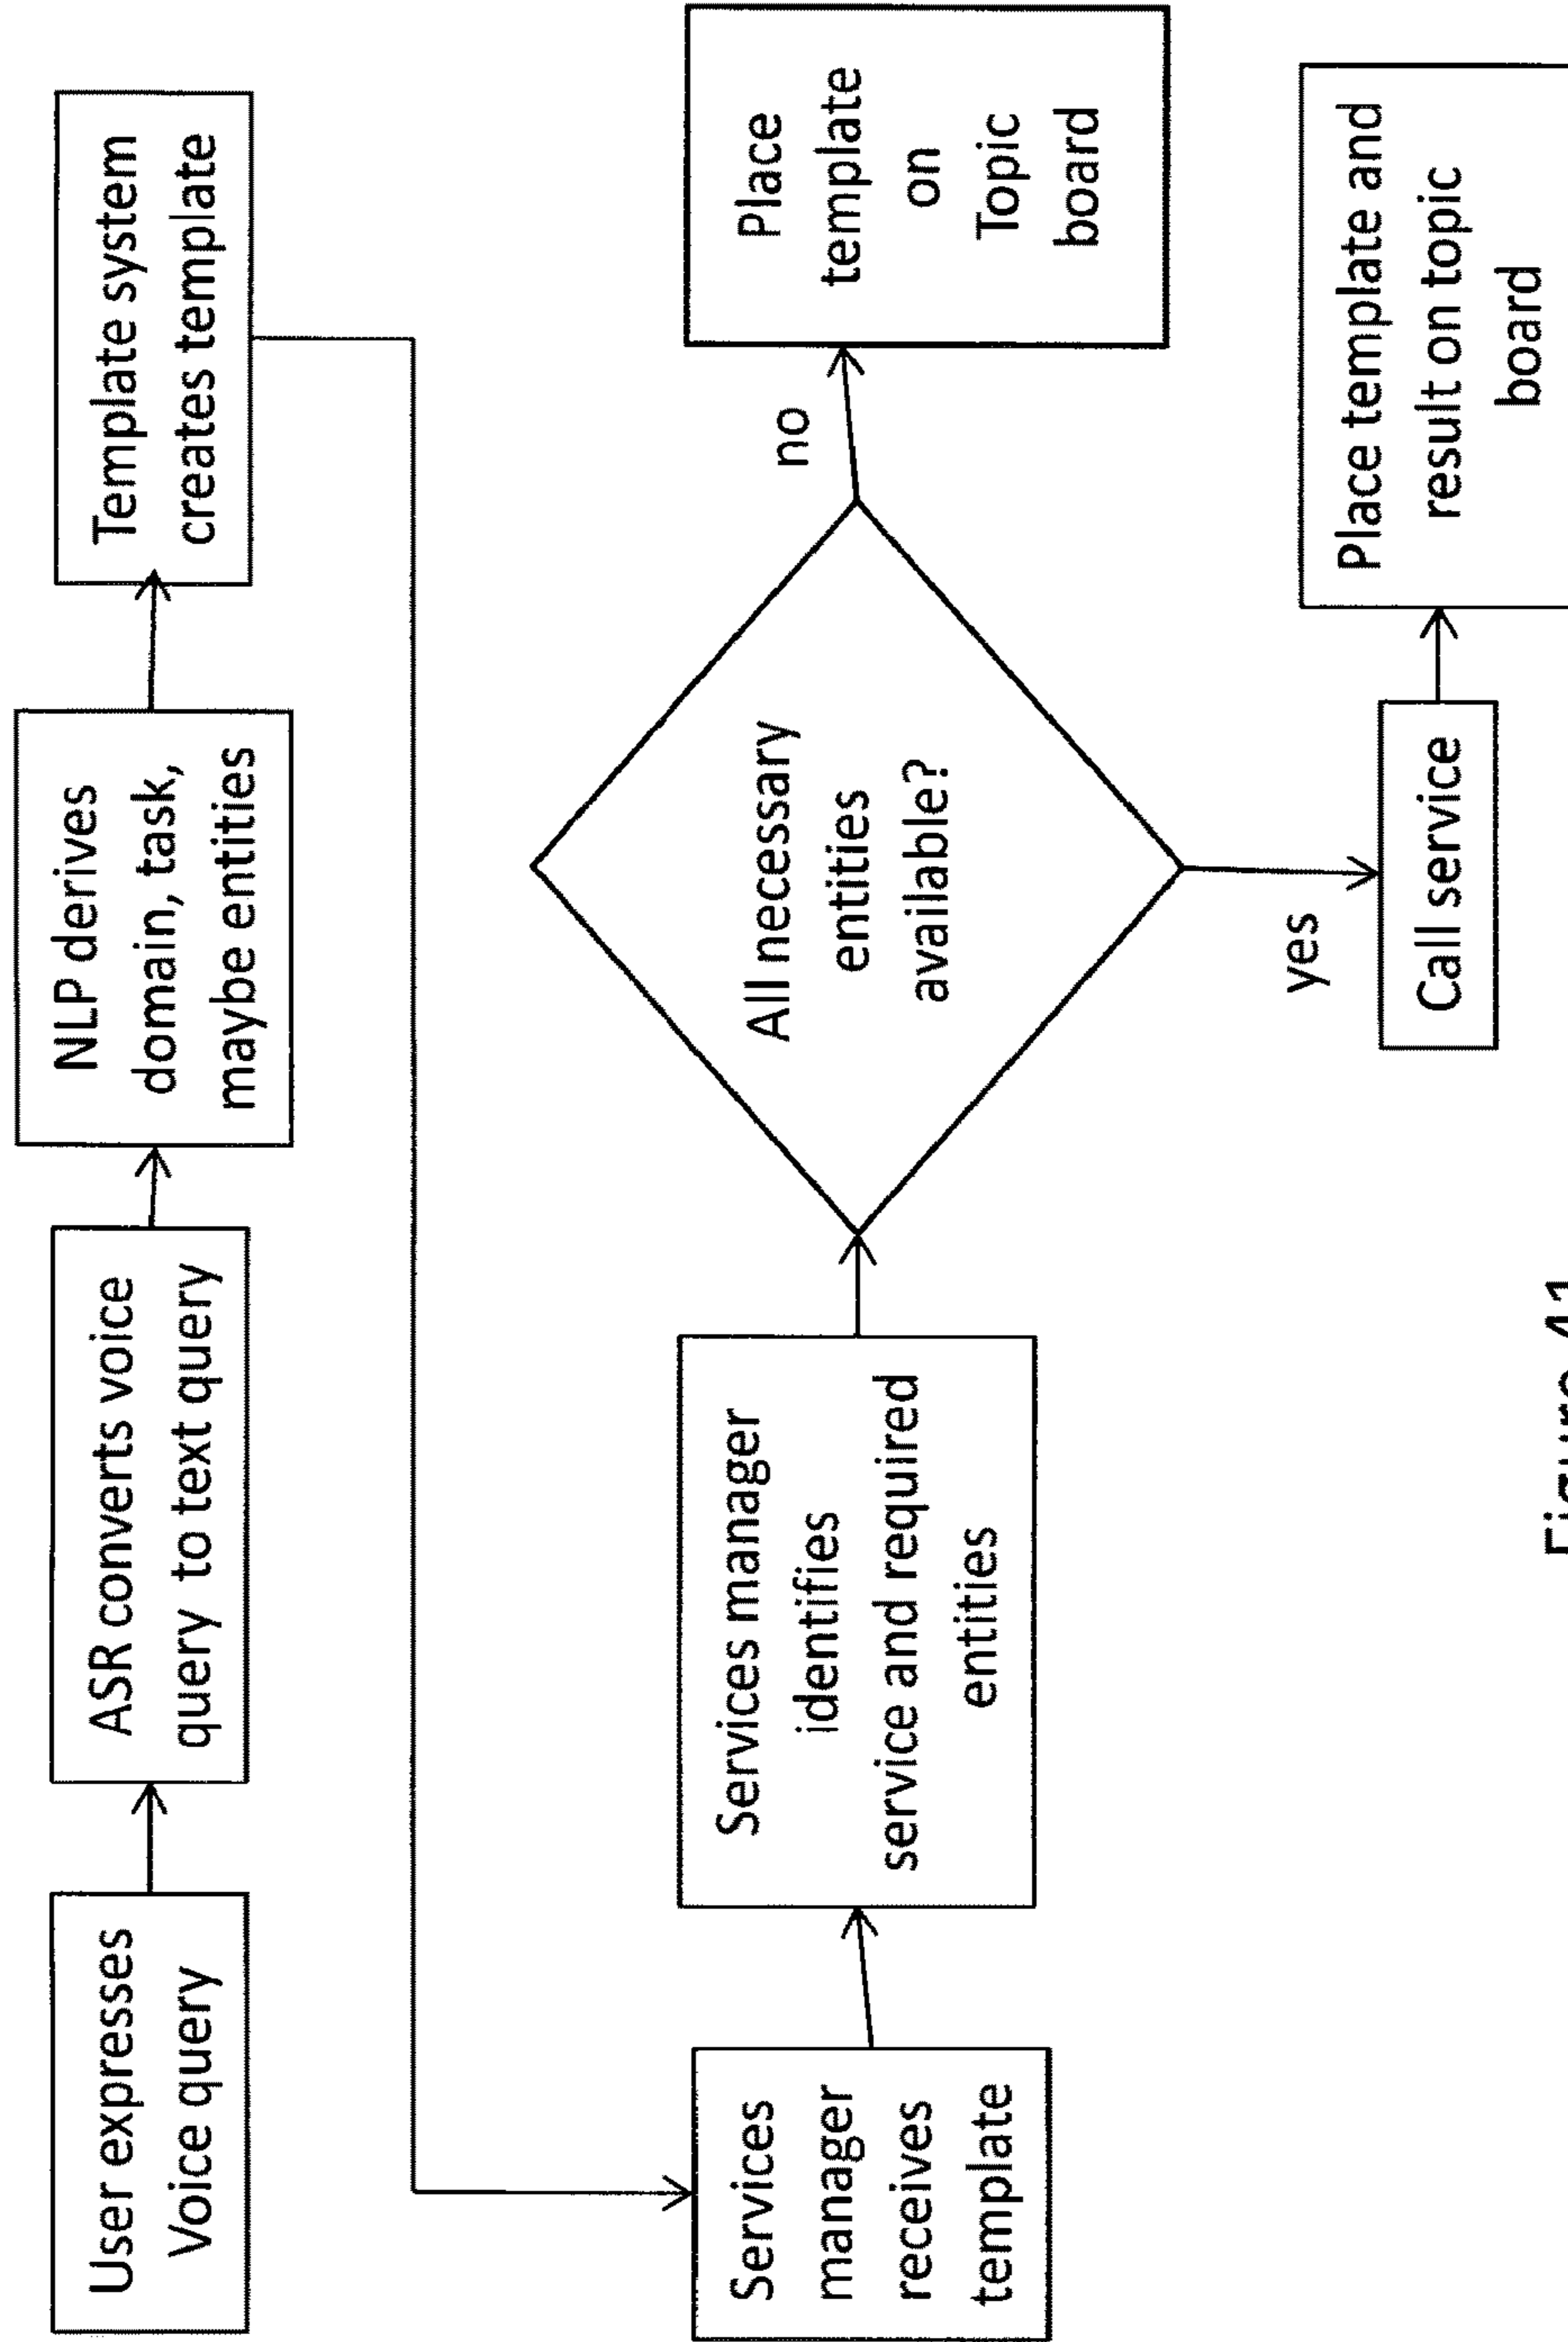 User expresses
Voice query
ASR converts voice
query to text query
NLP derives
domain, task,
maybe entities
Template system
creates template
Services
manager
receives
template
Services manager
identifies
service and required
entities
All necessary
entities
available?
no
Place
template
on
Topic
board
yes
Call service
Place template and
result on topic
board
Figure 41